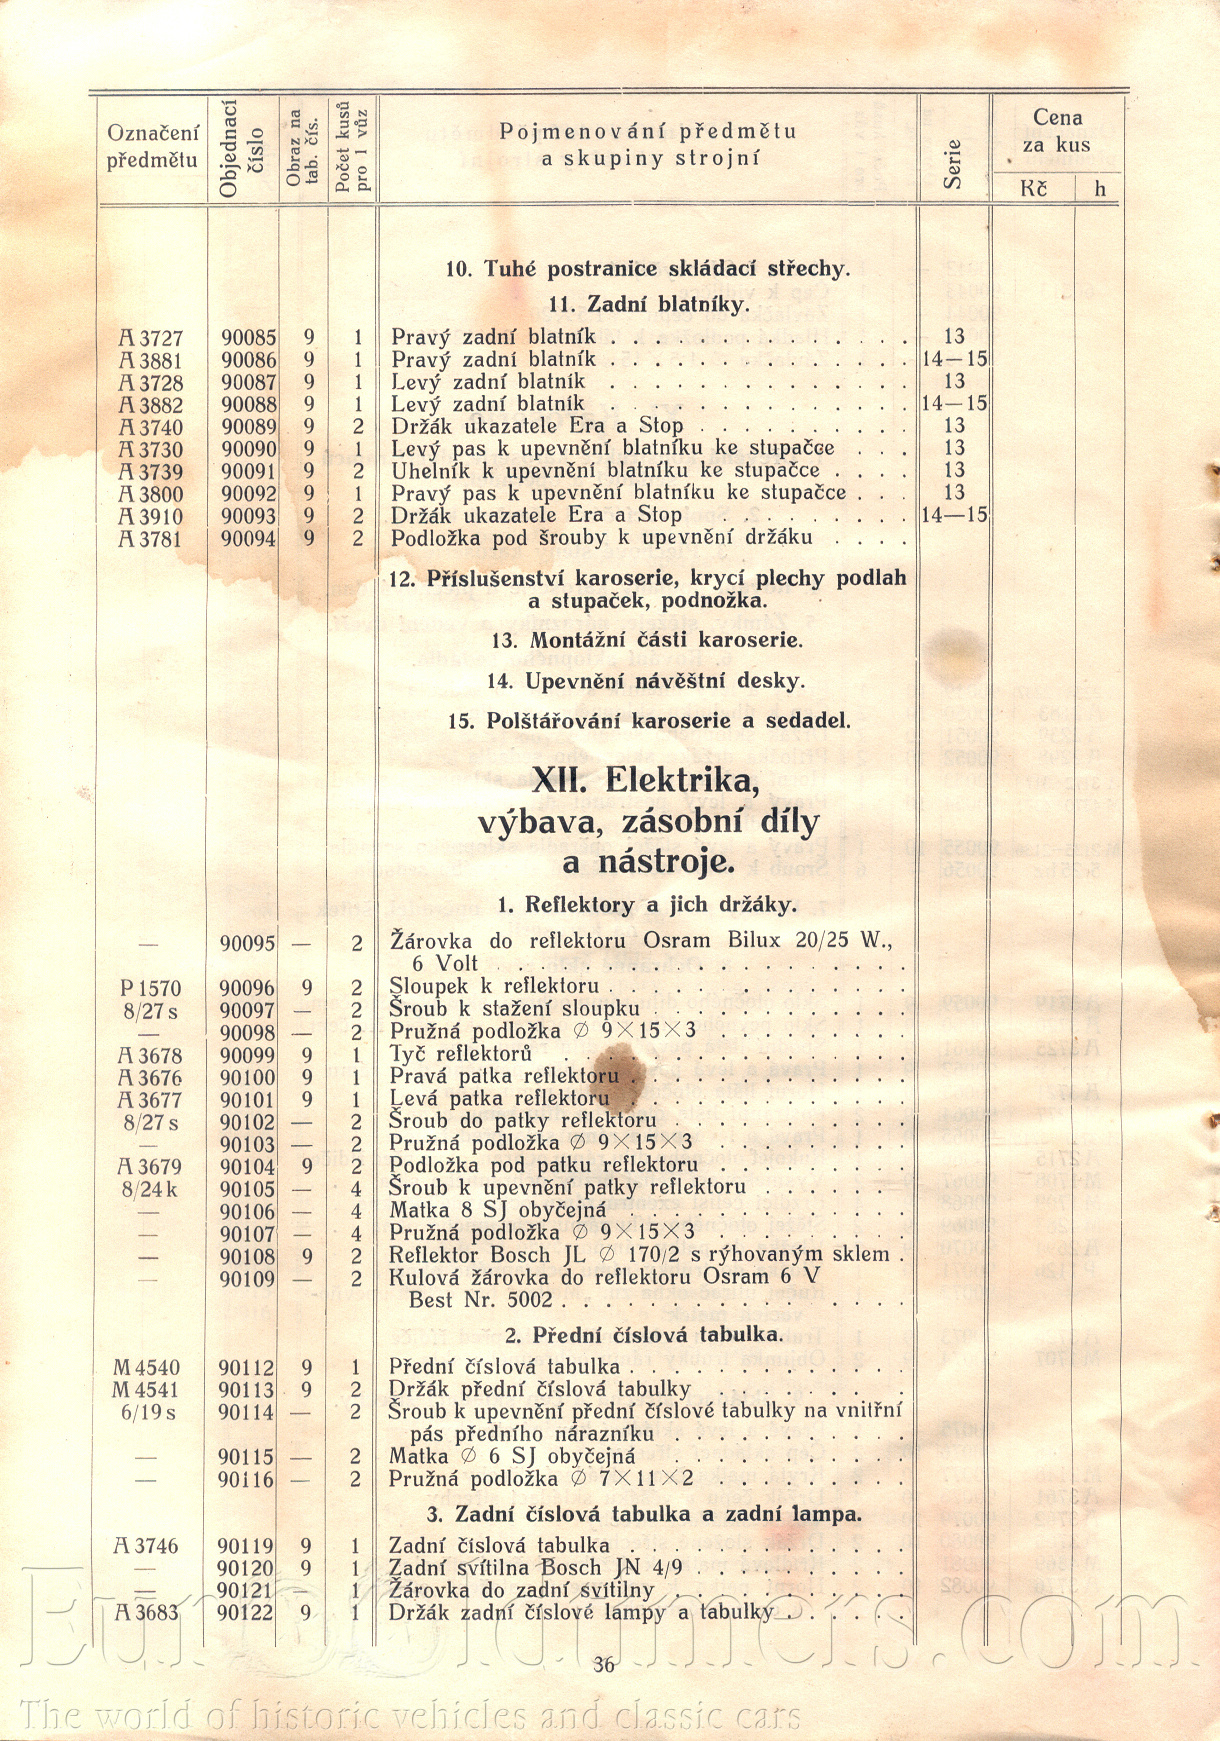 Označení předmětu | Objednací číslo | Obraz na tab. čís. | Počet kusů pro 1 vůz | Pojmenování předmětu a skupiny strojní | Serie | Cena za kus Kč h
10. Tuhé postranice skládací střechy.
11. Zadní blatníky.
A 3727 90085 9 1 Pravý zadní blatník . . . . . . . . . . . . . . 13
A 3881 90086 9 1 Pravý zadní blatník . . . . . . . . . . . . . . 14—15
A 3728 90087 9 1 Levý zadní blatník . . . . . . . . . . . . . . 13
A 3882 90088 9 1 Levý zadní blatník . . . . . . . . . . . . . . 14—15
A 3740 90089 9 2 Držák ukazatele Era a Stop . . . . . . . . . . 13
A 3730 90090 9 1 Levý pas k upevnění blatníku ke stupačce . . . 13
A 3739 90091 9 2 Uhelník k upevnění blatníku ke stupačce . . . . 13
A 3800 90092 9 1 Pravý pas k upevnění blatníku ke stupačce . . . 13
A 3910 90093 9 2 Držák ukazatele Era a Stop . . . . . . . . . 14—15
A 3781 90094 9 2 Podložka pod šrouby k upevnění držáku . . . .
12. Příslušenství karoserie, krycí plechy podlah
a stupaček, podnožka.
13. Montážní části karoserie.
14. Upevnění návěštní desky.
15. Polštářování karoserie a sedadel.
XII. Elektrika,
výbava, zásobní díly
a nástroje.
1. Reflektory a jich držáky.
— 90095 — 2 Žárovka do reflektoru Osram Bilux 20/25 W.,
6 Volt . . . . . . . . . . . . . . . . . .
P 1570 90096 9 2 Sloupek k reflektoru . . . . . . . . . . . . . .
8/27 s 90097 — 2 Šroub k stažení sloupku . . . . . . . . . . . .
— 90098 — 2 Pružná podložka ∅ 9×15×3 . . . . . . . . .
A 3678 90099 9 1 Tyč reflektorů . . . . . . . . . . . . . . . .
A 3676 90100 9 1 Pravá patka reflektoru . . . . . . . . . . . . .
A 3677 90101 9 1 Levá patka reflektoru . . . . . . . . . . . . .
8/27 s 90102 — 2 Šroub do patky reflektoru . . . . . . . . . . .
— 90103 — 2 Pružná podložka ∅ 9×15×3 . . . . . . . . .
A 3679 90104 9 2 Podložka pod patku reflektoru . . . . . . . . .
8/24 k 90105 — 4 Šroub k upevnění patky reflektoru . . . . . .
— 90106 — 4 Matka 8 SJ obyčejná . . . . . . . . . . . . .
— 90107 — 4 Pružná podložka ∅ 9×15×3 . . . . . . . . .
— 90108 9 2 Reflektor Bosch JL ∅ 170/2 s rýhovaným sklem .
— 90109 — 2 Kulová žárovka do reflektoru Osram 6 V
Best Nr. 5002 . . . . . . . . . . . . . . . .
2. Přední číslová tabulka.
M 4540 90112 9 1 Přední číslová tabulka . . . . . . . . . . . . .
M 4541 90113 9 2 Držák přední číslová tabulky . . . . . . . . .
6/19 s 90114 — 2 Šroub k upevnění přední číslové tabulky na vnitřní
pás předního nárazníku . . . . . . . . . . .
— 90115 — 2 Matka ∅ 6 SJ obyčejná . . . . . . . . . . .
— 90116 — 2 Pružná podložka ∅ 7×11×2 . . . . . . . . .
3. Zadní číslová tabulka a zadní lampa.
A 3746 90119 9 1 Zadní číslová tabulka . . . . . . . . . . . . .
— 90120 9 1 Zadní svítilna Bosch JN 4/9 . . . . . . . . . .
— 90121 — 1 Žárovka do zadní svítilny . . . . . . . . . . .
A 3683 90122 9 1 Držák zadní číslové lampy a tabulky . . . . . .
36
EuroOldtimers.com
The world of historic vehicles and classic cars